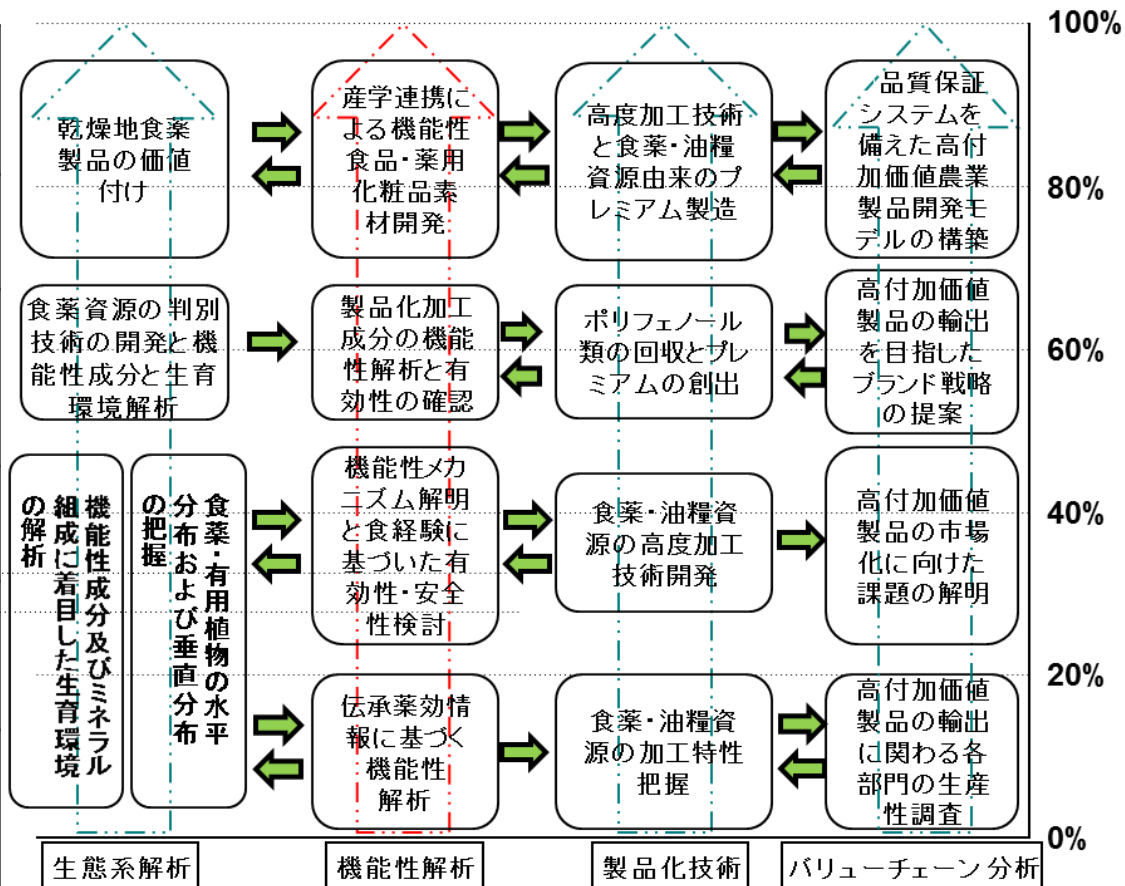 100%
乾燥地食薬
製品の価値
付け
産学連携に
よる機能性
食品・薬用
化粧品素
材開発
高度加工技術
と食薬・油糧
資源由来のプ
レミアム製造
品質保証
システムを
備えた高付
加価値農業
製品開発モ
デルの構築
80%
食薬資源の判別
技術の開発と機
能性成分と生育
環境解析
製品化加工
成分の機能
性解析と有
効性の確認
ポリフェノール
類の回収とプレ
ミアムの創出
高付加価値
製品の輸出
を目指した
ブランド戦略
の提案
60%
機能性成分及びミネラル
組成に着目した生育環境
の解析
食薬・有用植物の水平
分布および垂直分布
の把握
機能性メカ
ニズム解明
と食経験に
基づいた有
効性・安全
性検討
食薬・油糧資
源の高度加工
技術開発
高付加価値
製品の市場
化に向けた
課題の解明
40%
20%
伝承薬効情
報に基づく
機能性
解析
食薬・油糧資
源の加工特性
把握
高付加価値
製品の輸出
に関わる各
部門の生産
性調査
0%
生態系解析
機能性解析
製品化技術
バリューチェーン分析